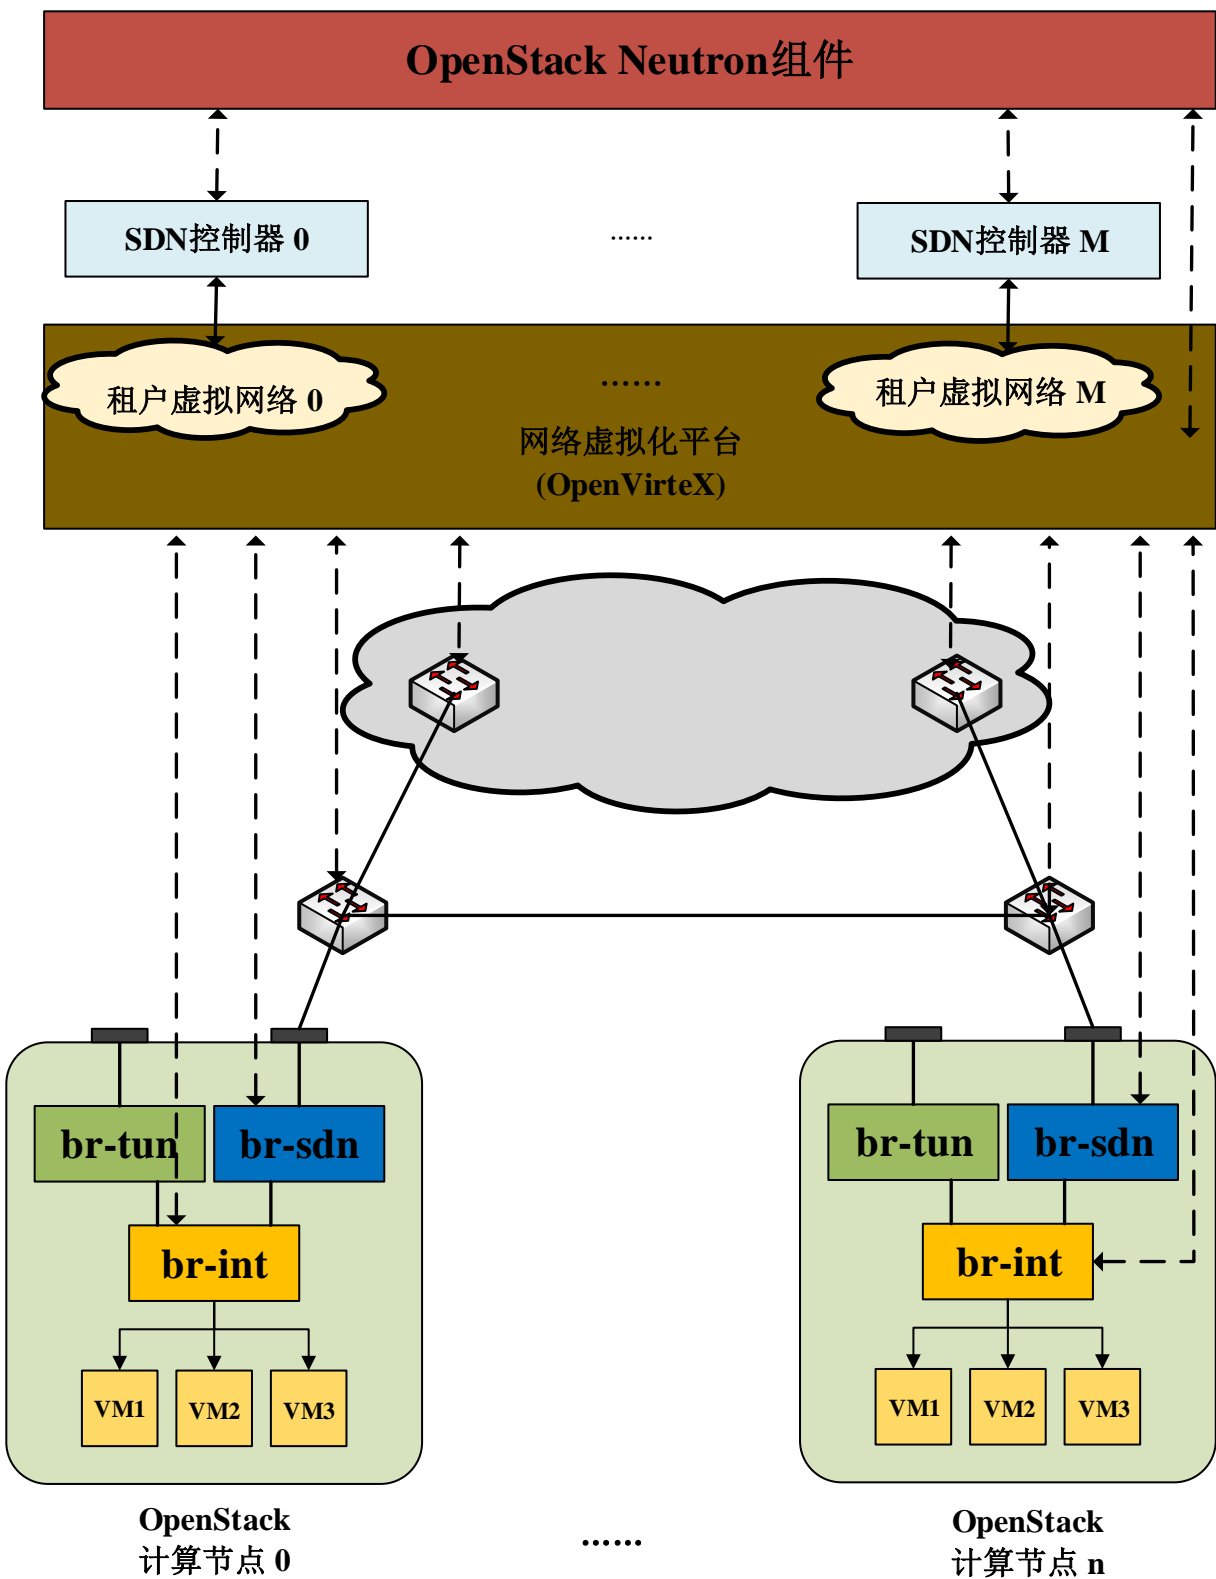 OpenStack Neutron组件
SDN控制器 0
······
SDN控制器 M
租户虚拟网络 0
······
租户虚拟网络 M
网络虚拟化平台
(OpenVirteX)
br-tun
br-sdn
br-int
VM1
VM2
VM3
br-tun
br-sdn
br-int
VM1
VM2
VM3
OpenStack
计算节点 0
······
OpenStack
计算节点 n